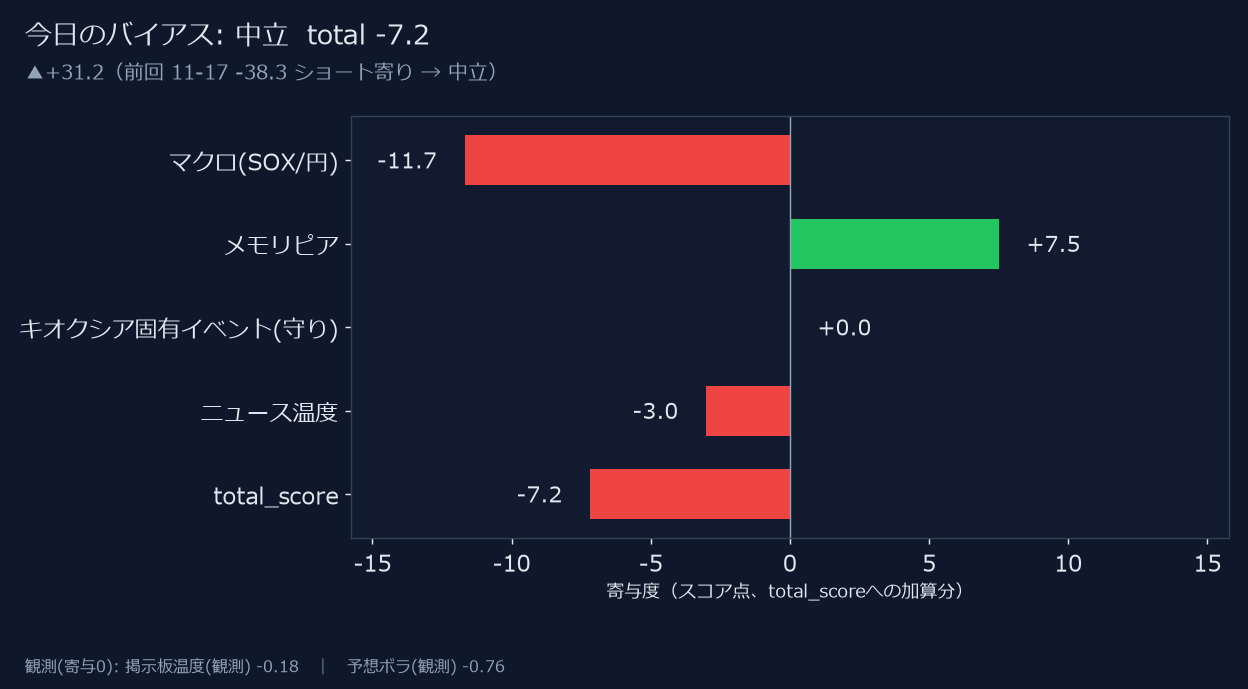 今日のバイアス: 中立  total -7.2
▲+31.2（前回 11-17 -38.3 ショート寄り → 中立）
マクロ(SOX/円)
-11.7
メモリピア
+7.5
キオクシア固有イベント(守り)
+0.0
ニュース温度
-3.0
total_score
-7.2
-15 -10 -5 0 5 10 15
寄与度（スコア点、total_scoreへの加算分）
観測(寄与0): 掲示板温度(観測) -0.18 | 予想ボラ(観測) -0.76